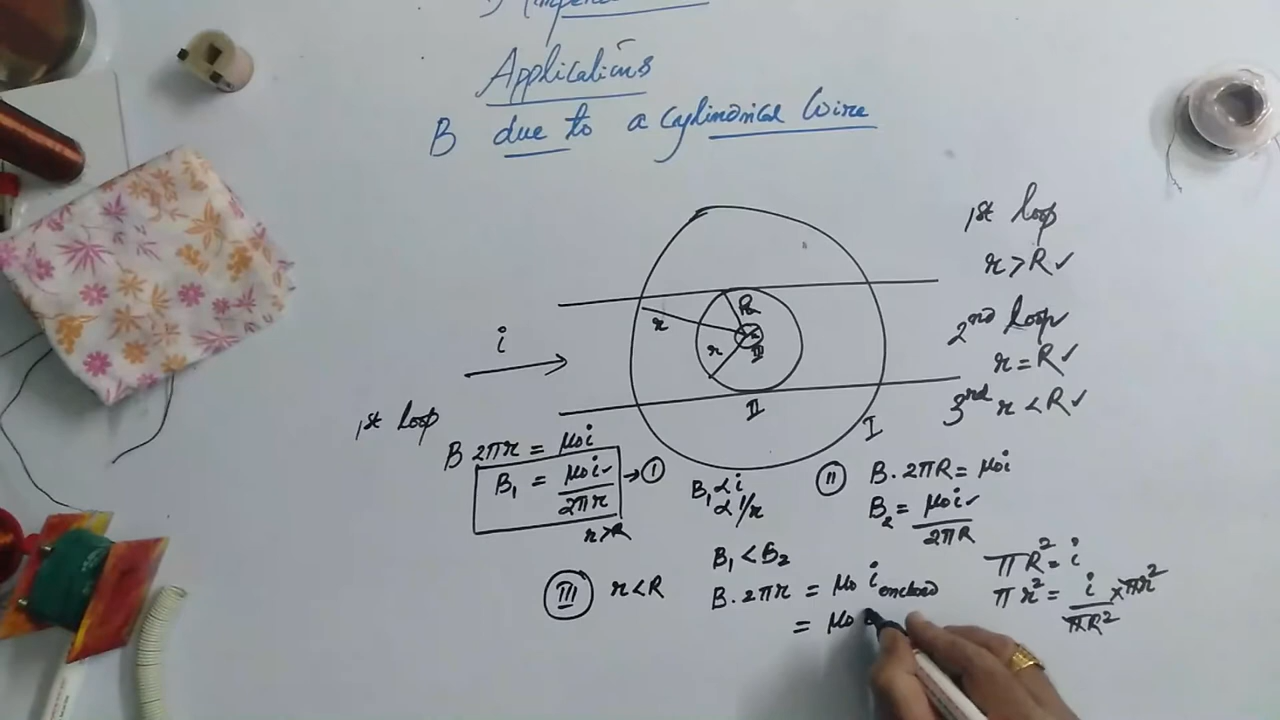 Applications
B due to a cylindrical wire
1st loop
r > R ✓
2nd loop
r = R ✓
3rd r < R ✓
R
r
r
III
II
I
i
1st loop
B 2πr = μ₀i
B₁ = μ₀i / 2πr → ①
r > R
B₁ ∝ i
∝ 1/r
B₁ < B₂
Ⅱ B. 2πR = μ₀i
B₂ = μ₀i / 2πR
Ⅲ r < R
B. 2πr = μ₀ i enclosed
= μ₀
πR² = i
πr² = i / πR² × πr²